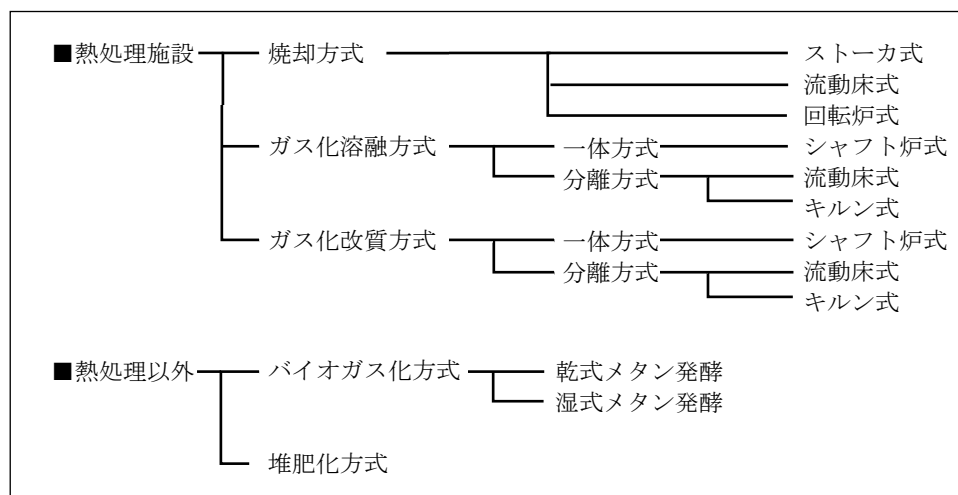 ■熱処理施設 焼却方式 ストーカ式
流動床式
回転炉式
ガス化溶融方式 一体方式 シャフト炉式
分離方式 流動床式
キルン式
ガス化改質方式 一体方式 シャフト炉式
分離方式 流動床式
キルン式
■熱処理以外 バイオガス化方式 乾式メタン発酵
湿式メタン発酵
堆肥化方式